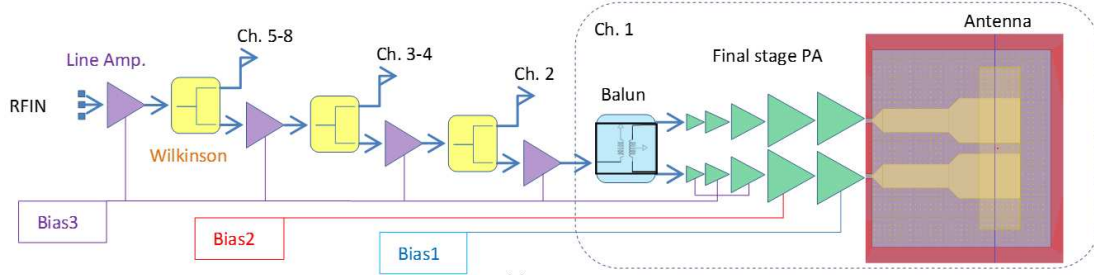 Antenna
Ch. 1
Ch. 5-8
Ch. 3-4
Line Amp.
Final stage PA
Ch. 2
Balun
RFIN
Wilkinson
Bias3
Bias2
Bias1